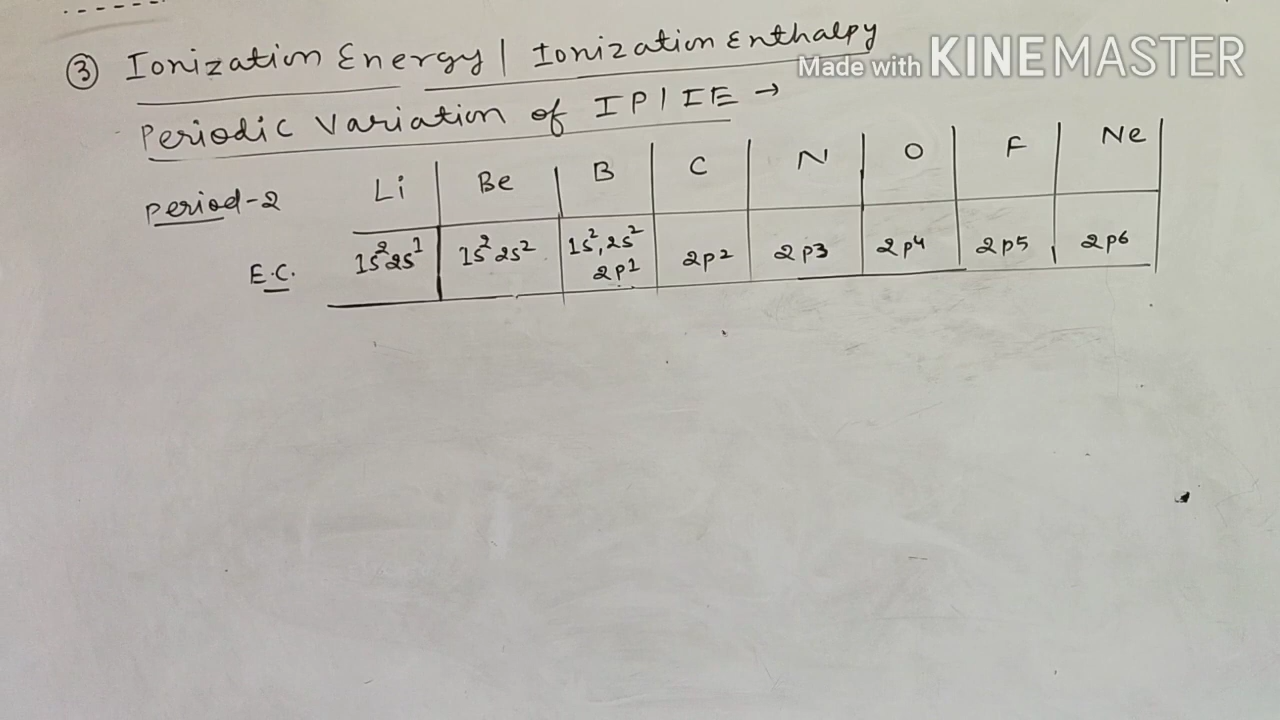 ③ Ionization Energy | Ionization Enthalpy
Made with KINEMASTER
Periodic Variation of IP/IE →
Period-2 Li Be B C N O F Ne
E.C. 1s²2s¹ 1s²2s² 1s²,2s² 2p2 2p3 2p4 2p5 2p6
2p1